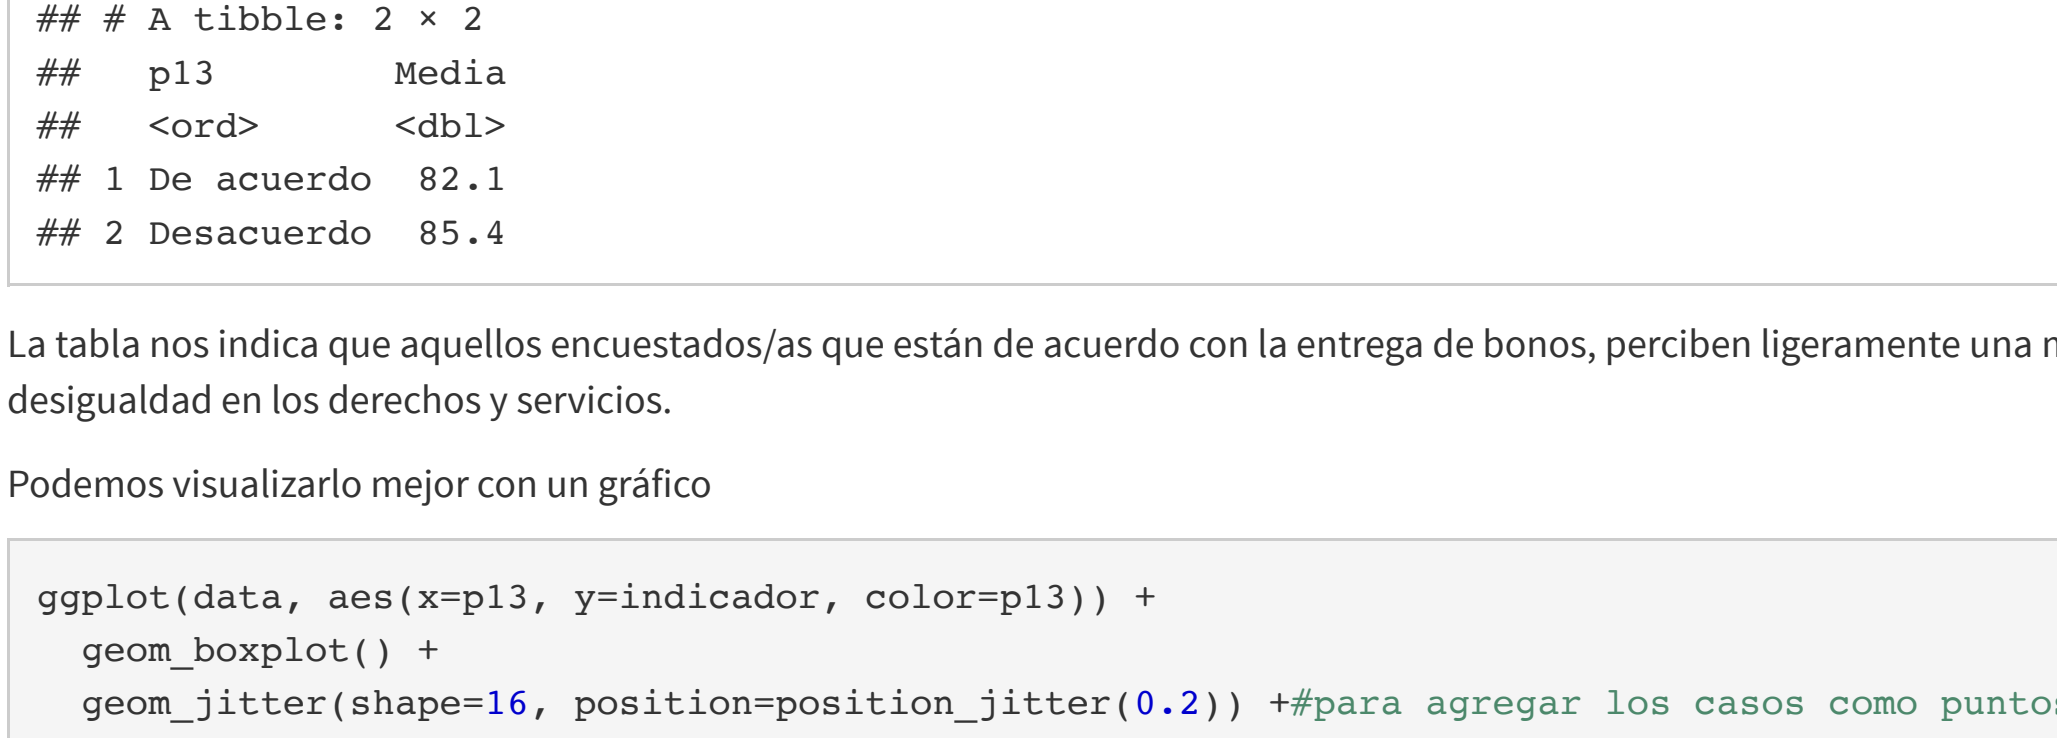 ## # A tibble: 2 × 2
##   p13        Media
##   <ord>      <dbl>
## 1 De acuerdo  82.1
## 2 Desacuerdo  85.4
La tabla nos indica que aquellos encuestados/as que están de acuerdo con la entrega de bonos, perciben ligeramente una
desigualdad en los derechos y servicios.
Podemos visualizarlo mejor con un gráfico
ggplot(data, aes(x=p13, y=indicador, color=p13)) +
  geom_boxplot() +
  geom_jitter(shape=16, position=position_jitter(0.2)) +#para agregar los casos como puntos